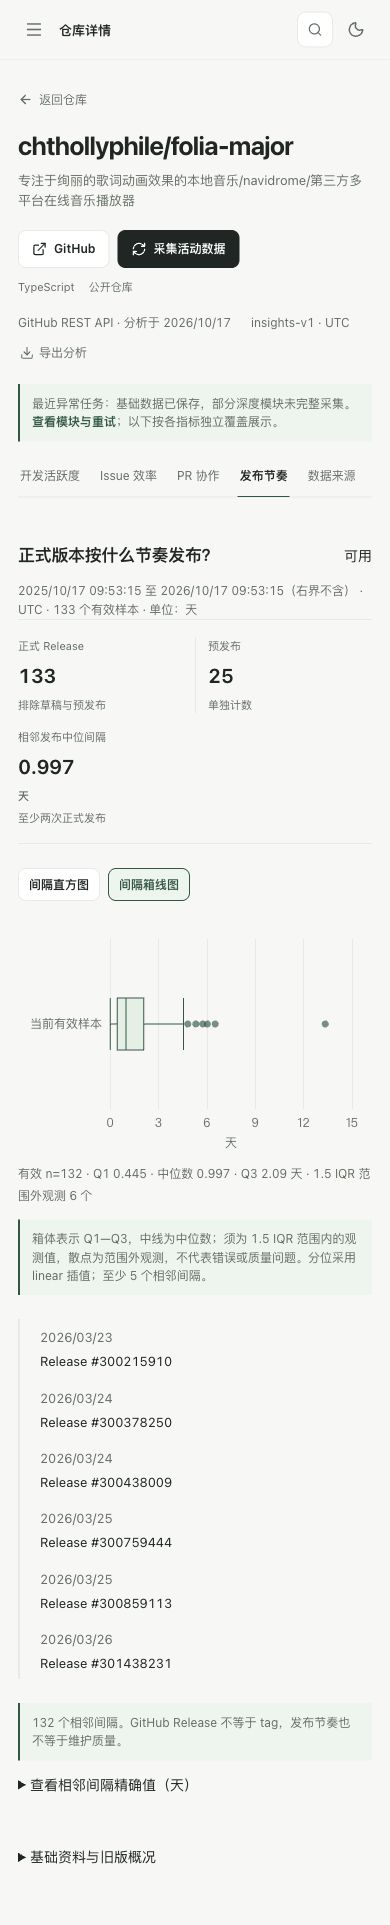 仓库详情
返回仓库
chthollyphile/folia-major
专注于绚丽的歌词动画效果的本地音乐/navidrome/第三方多
平台在线音乐播放器
GitHub
采集活动数据
TypeScript 公开仓库
GitHub REST API · 分析于 2026/10/17 insights-v1 · UTC
导出分析
最近异常任务：基础数据已保存，部分深度模块未完整采集。
查看模块与重试；以下按各指标独立覆盖展示。
开发活跃度 Issue 效率 PR 协作 发布节奏 数据来源
正式版本按什么节奏发布？ 可用
2025/10/17 09:53:15 至 2026/10/17 09:53:15（右界不含） ·
UTC · 133 个有效样本 · 单位：天
正式 Release
133
排除草稿与预发布
预发布
25
单独计数
相邻发布中位间隔
0.997
天
至少两次正式发布
间隔直方图 间隔箱线图
当前有效样本
0 3 6 9 12 15
天
有效 n=132 · Q1 0.445 · 中位数 0.997 · Q3 2.09 天 · 1.5 IQR 范
围外观测 6 个
箱体表示 Q1—Q3，中线为中位数；须为 1.5 IQR 范围内的观
测值，散点为范围外观测，不代表错误或质量问题。分位采用
linear 插值；至少 5 个相邻间隔。
2026/03/23
Release #300215910
2026/03/24
Release #300378250
2026/03/24
Release #300438009
2026/03/25
Release #300759444
2026/03/25
Release #300859113
2026/03/26
Release #301438231
132 个相邻间隔。GitHub Release 不等于 tag，发布节奏也
不等于维护质量。
查看相邻间隔精确值（天）
基础资料与旧版概况